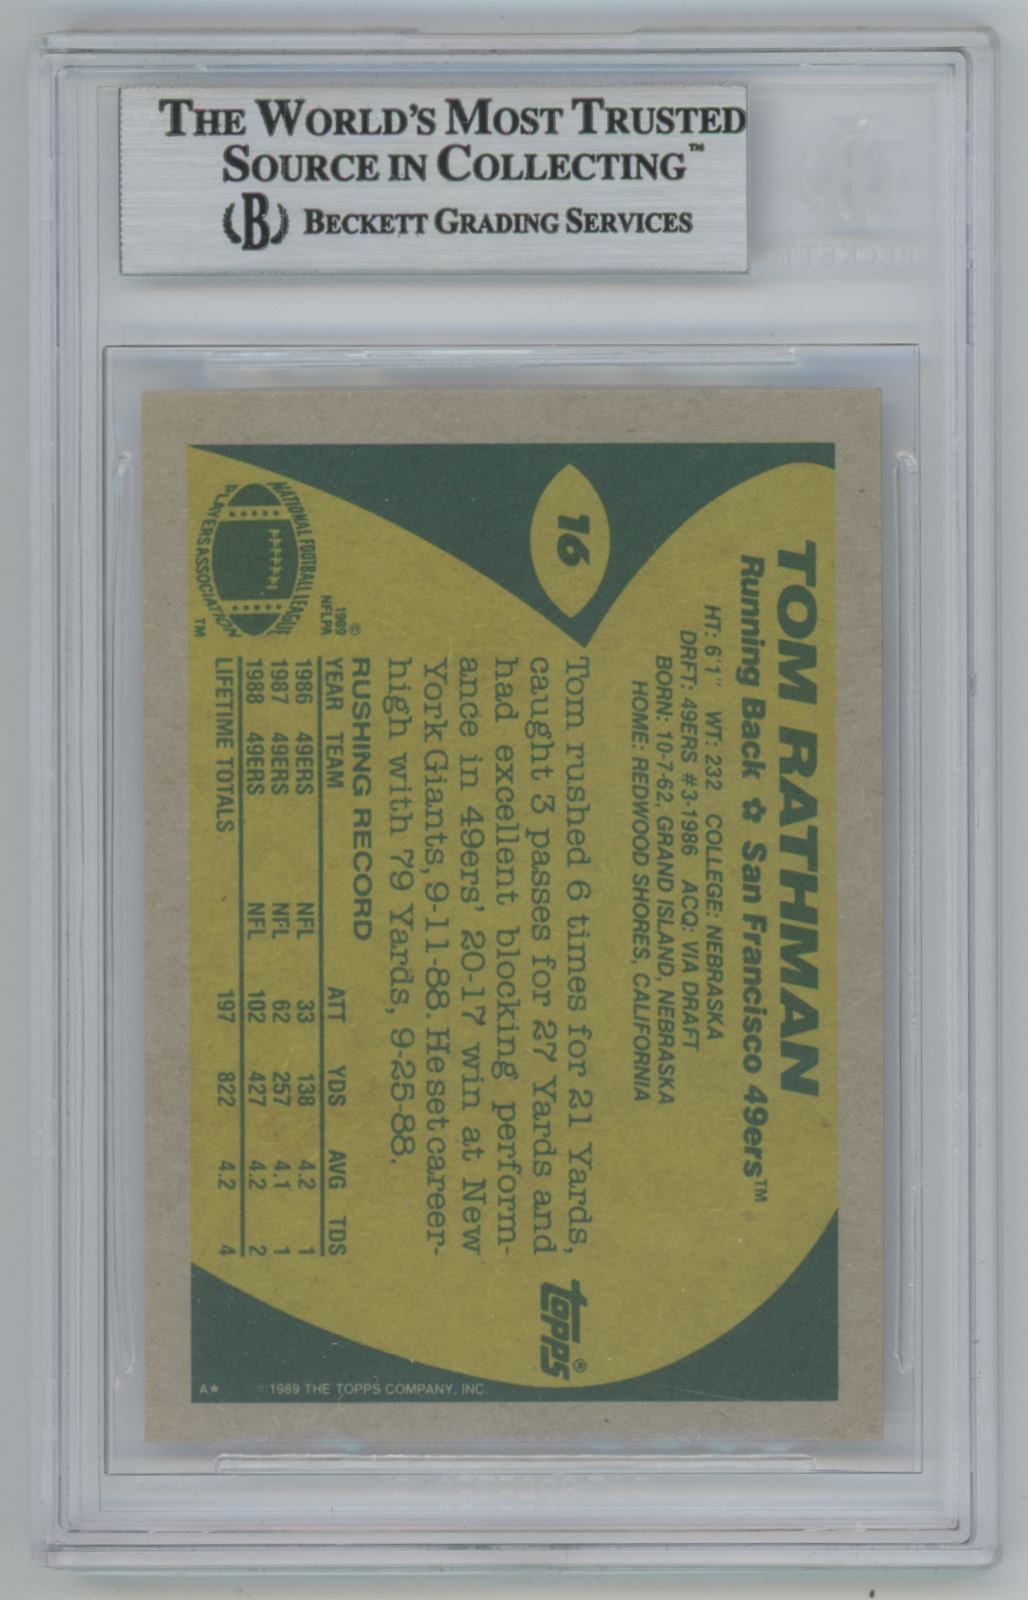 THE WORLD'S MOST TRUSTED
SOURCE IN COLLECTING™
B BECKETT GRADING SERVICES
BECKETT
16
TOM RATHMAN
Running Back ✿ San Francisco 49ers™
HT: 6'1" WT: 232 COLLEGE: NEBRASKA
DRFT: 49ERS #3-1986 ACQ: VIA DRAFT
BORN: 10-7-62, GRAND ISLAND, NEBRASKA
HOME: REDWOOD SHORES, CALIFORNIA
Tom rushed 6 times for 21 Yards,
caught 3 passes for 27 Yards and
had excellent blocking perform-
ance in 49ers' 20-17 win at New
York Giants, 9-11-88. He set career-
high with 79 Yards, 9-25-88.
topps®
NATIONAL FOOTBALL LEAGUE
PLAYERS ASSOCIATION
TM
©
1989
NFLPA
RUSHING RECORD
YEAR TEAM ATT YDS AVG TDS
1986 49ERS NFL 33 138 4.2 1
1987 49ERS NFL 62 257 4.1 1
1988 49ERS NFL 102 427 4.2 2
LIFETIME TOTALS 197 822 4.2 4
A★ ©1989 THE TOPPS COMPANY, INC.